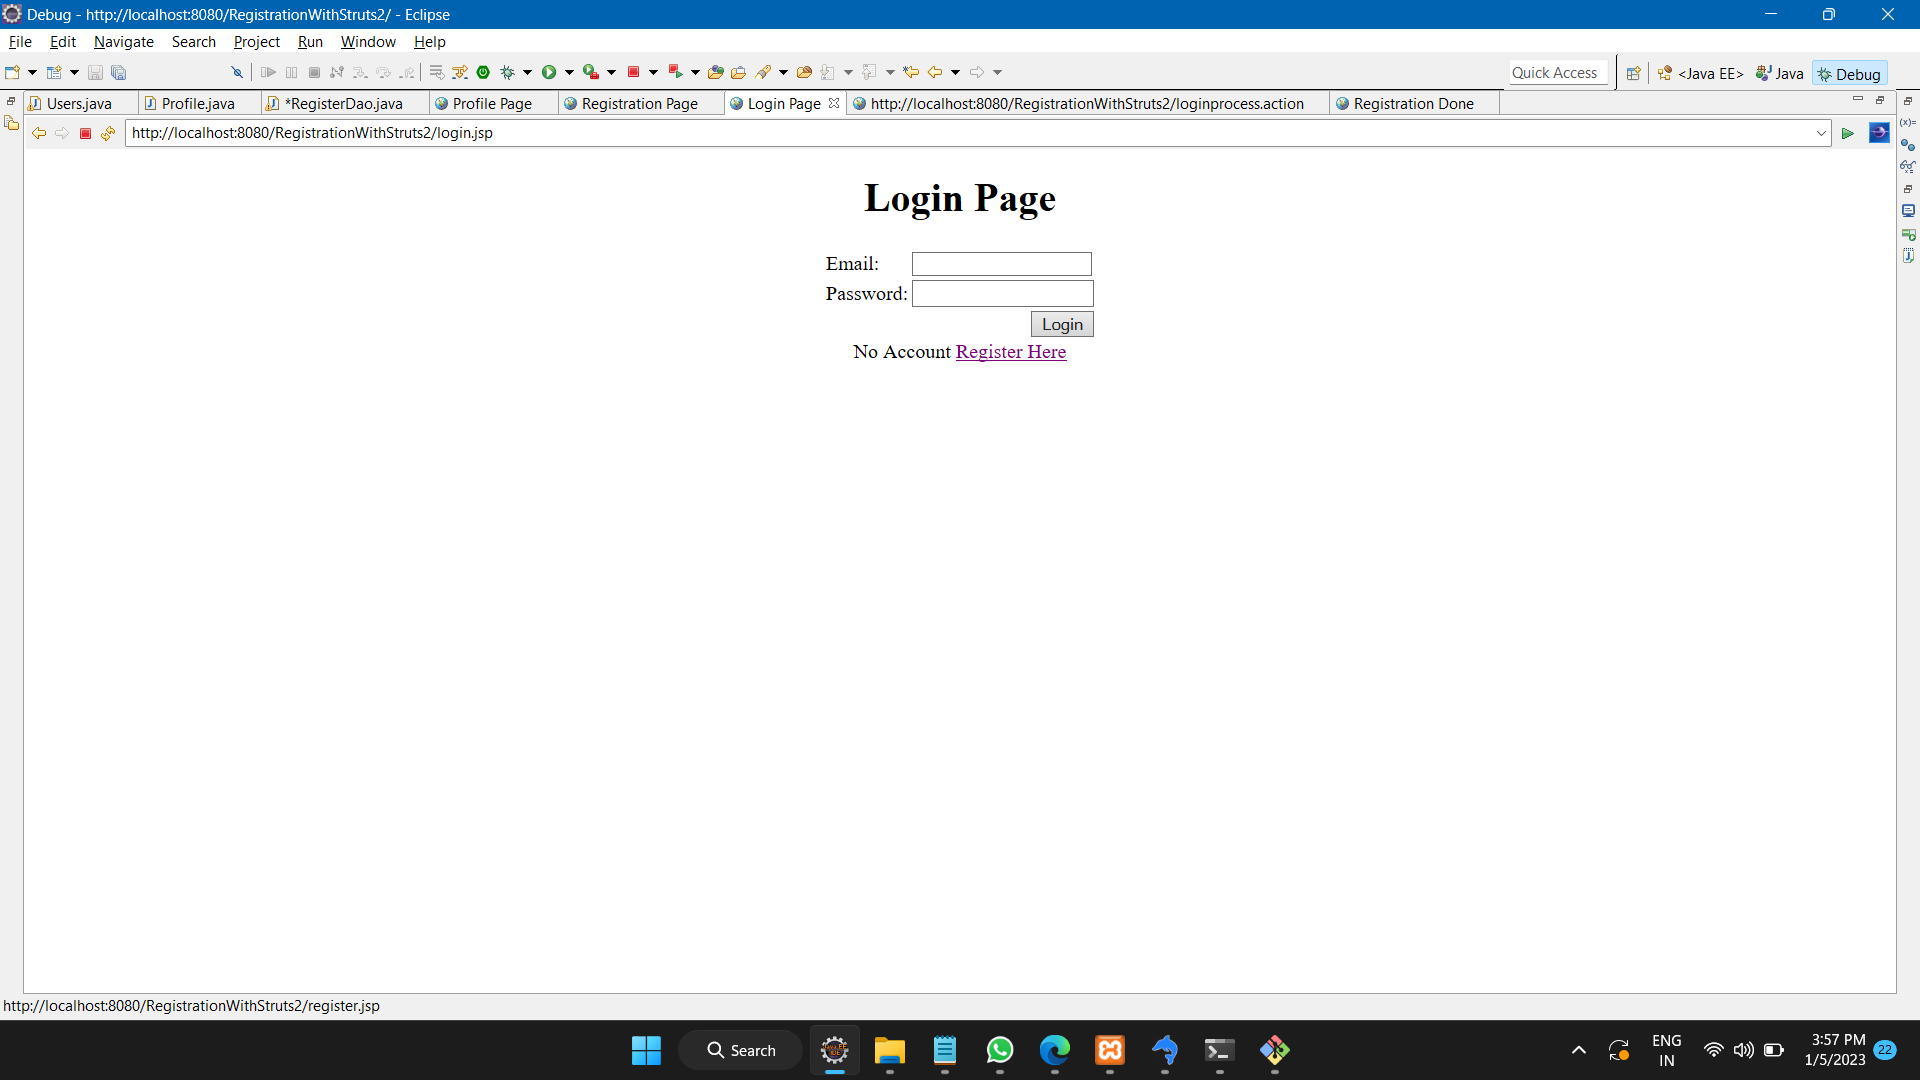 Debug - http://localhost:8080/RegistrationWithStruts2/ - Eclipse
File Edit Navigate Search Project Run Window Help
Quick Access <Java EE> Java Debug
Users.java Profile.java *RegisterDao.java Profile Page Registration Page Login Page http://localhost:8080/RegistrationWithStruts2/loginprocess.action Registration Done
http://localhost:8080/RegistrationWithStruts2/login.jsp
Login Page
Email:
Password:
Login
No Account Register Here
http://localhost:8080/RegistrationWithStruts2/register.jsp
Search
ENG
IN
3:57 PM
1/5/2023
22